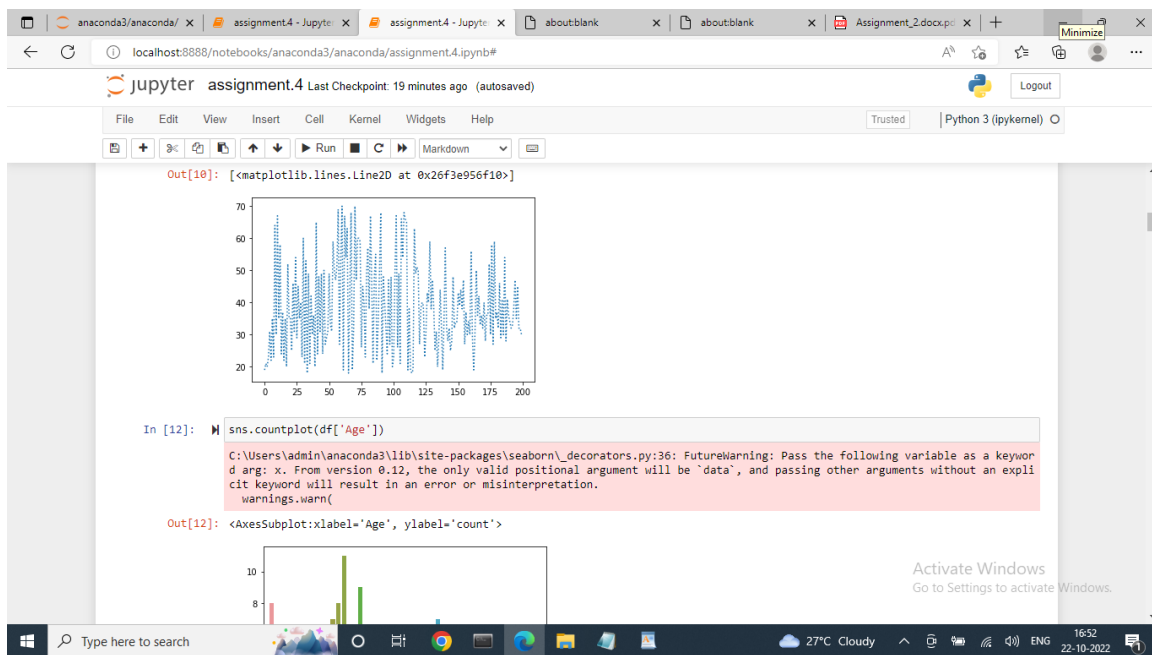 anaconda3/anaconda/
assignment.4 - Jupyte
assignment.4 - Jupyte
about:blank
about:blank
Assignment_2.docx.pd
Minimize
localhost:8888/notebooks/anaconda3/anaconda/assignment.4.ipynb#
jupyter assignment.4 Last Checkpoint: 19 minutes ago (autosaved)
Logout
File Edit View Insert Cell Kernel Widgets Help
Trusted
Python 3 (ipykernel)
Run
Markdown
Out[10]: [<matplotlib.lines.Line2D at 0x26f3e956f10>]
70
60
50
40
30
20
0 25 50 75 100 125 150 175 200
In [12]: sns.countplot(df['Age'])
C:\Users\admin\anaconda3\lib\site-packages\seaborn\_decorators.py:36: FutureWarning: Pass the following variable as a keywor
d arg: x. From version 0.12, the only valid positional argument will be `data`, and passing other arguments without an expli
cit keyword will result in an error or misinterpretation.
warnings.warn(
Out[12]: <AxesSubplot:xlabel='Age', ylabel='count'>
10
8
Activate Windows
Go to Settings to activate Windows.
Type here to search
27°C Cloudy
ENG
16:52
22-10-2022
1